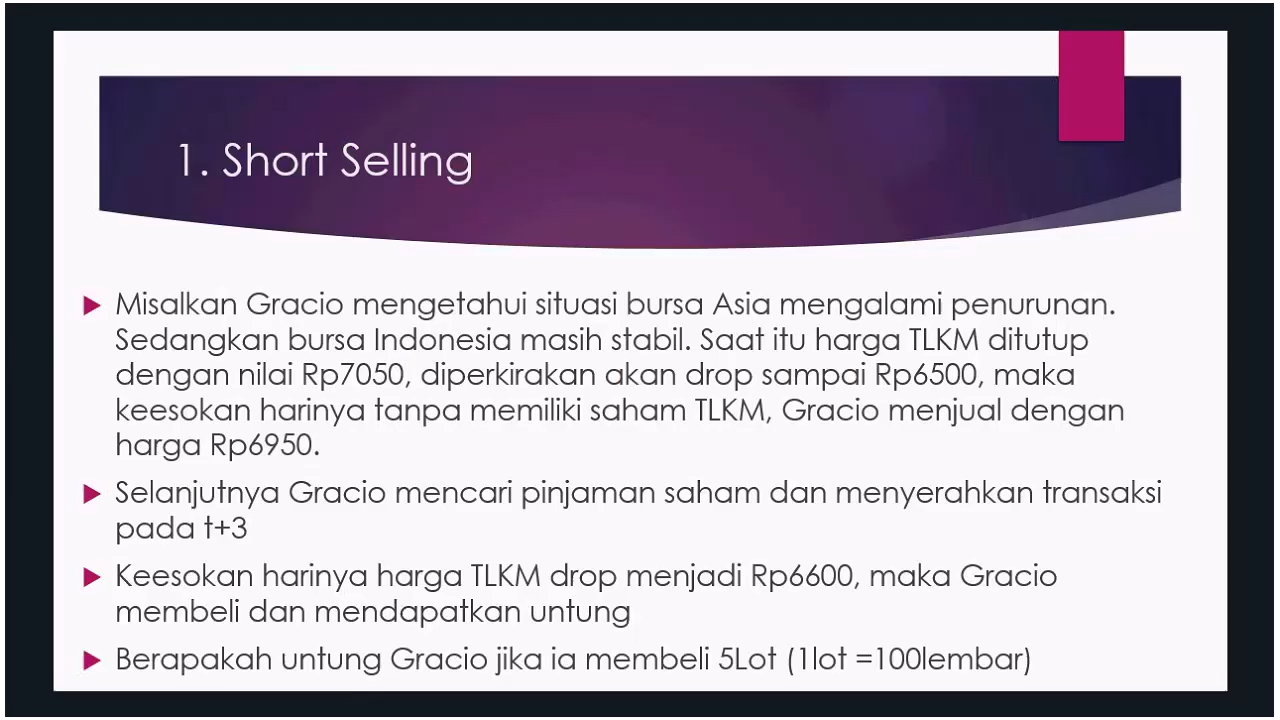 1. Short Selling
Misalkan Gracio mengetahui situasi bursa Asia mengalami penurunan.
Sedangkan bursa Indonesia masih stabil. Saat itu harga TLKM ditutup
dengan nilai Rp7050, diperkirakan akan drop sampai Rp6500, maka
keesokan harinya tanpa memiliki saham TLKM, Gracio menjual dengan
harga Rp6950.
Selanjutnya Gracio mencari pinjaman saham dan menyerahkan transaksi
pada t+3
Keesokan harinya harga TLKM drop menjadi Rp6600, maka Gracio
membeli dan mendapatkan untung
Berapakah untung Gracio jika ia membeli 5Lot (1lot =100lembar)